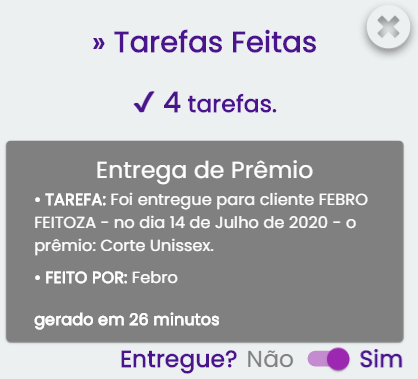 » Tarefas Feitas
✓ 4 tarefas.
Entrega de Prêmio
• TAREFA: Foi entregue para cliente FEBRO
FEITOZA - no dia 14 de Julho de 2020 - o
prêmio: Corte Unissex.
• FEITO POR: Febro
gerado em 26 minutos
Entregue? Não Sim